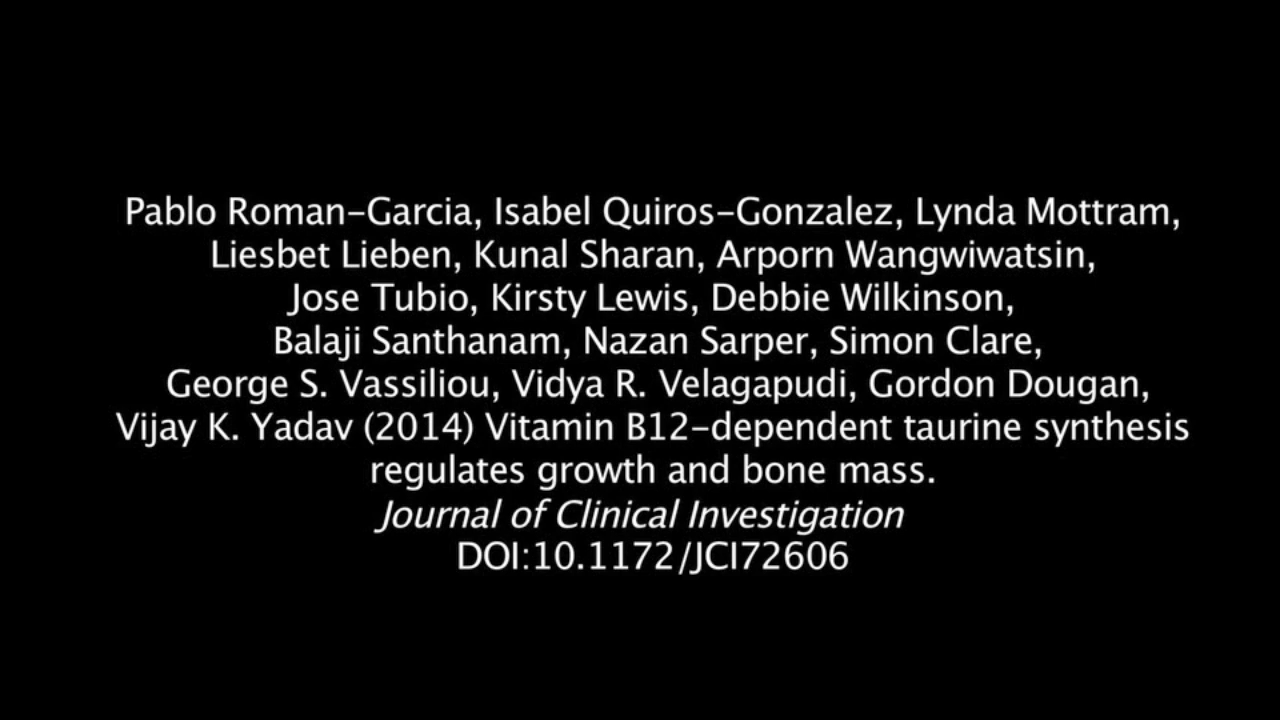 Pablo Roman-Garcia, Isabel Quiros-Gonzalez, Lynda Mottram,
Liesbet Lieben, Kunal Sharan, Arporn Wangwiwatsin,
Jose Tubio, Kirsty Lewis, Debbie Wilkinson,
Balaji Santhanam, Nazan Sarper, Simon Clare,
George S. Vassiliou, Vidya R. Velagapudi, Gordon Dougan,
Vijay K. Yadav (2014) Vitamin B12-dependent taurine synthesis
regulates growth and bone mass.
Journal of Clinical Investigation
DOI:10.1172/JCI72606